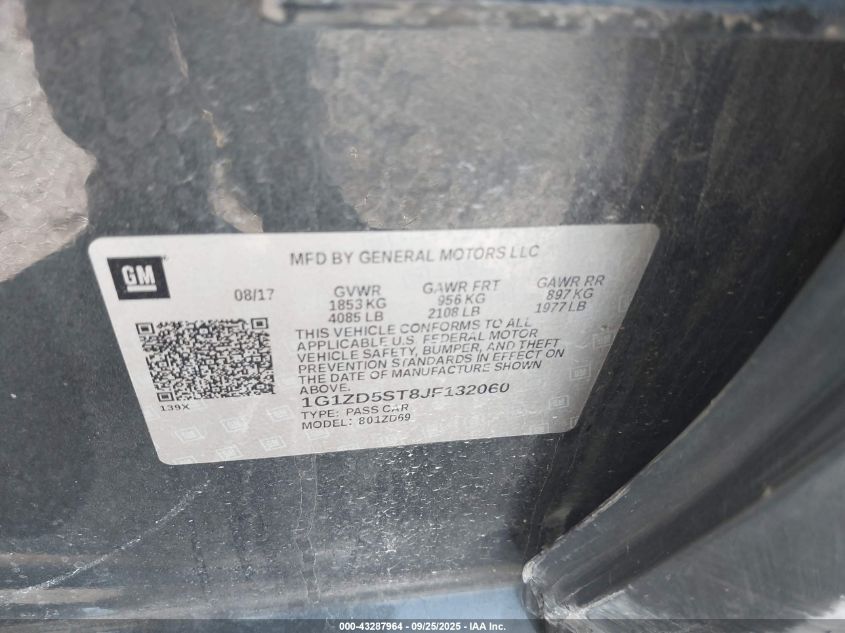 GM
MFD BY GENERAL MOTORS LLC
08/17
GVWR
1853 KG
4085 LB
GAWR FRT
956 KG
2108 LB
GAWR RR
897 KG
1977 LB
THIS VEHICLE CONFORMS TO ALL
APPLICABLE U.S. FEDERAL MOTOR
VEHICLE SAFETY, BUMPER, AND THEFT
PREVENTION STANDARDS IN EFFECT ON
THE DATE OF MANUFACTURE SHOWN
ABOVE.
139X
1G1ZD5ST8JF132060
TYPE: PASS CAR
MODEL: 801ZD69
000-43287964 - 09/25/2025 - IAA Inc.